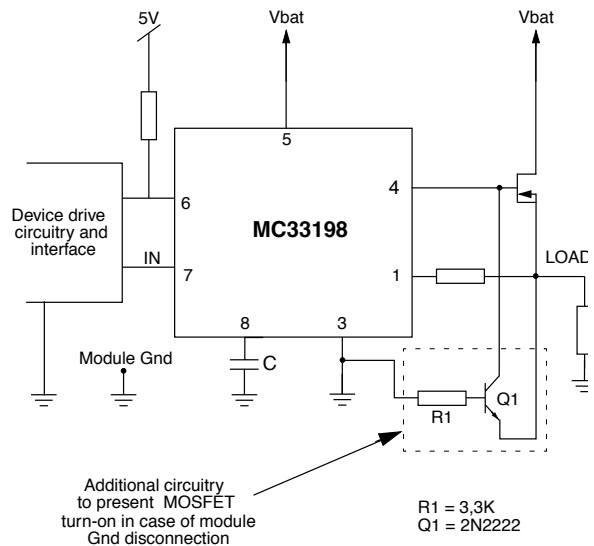 5V
Vbat
Vbat
5
4
6
MC33198
Device drive
circuitry and
interface
IN
7
1
LOAD
8
3
Module Gnd
C
R1
Q1
Additional circuitry
to present MOSFET
turn-on in case of module
Gnd disconnection
R1 = 3,3K
Q1 = 2N2222